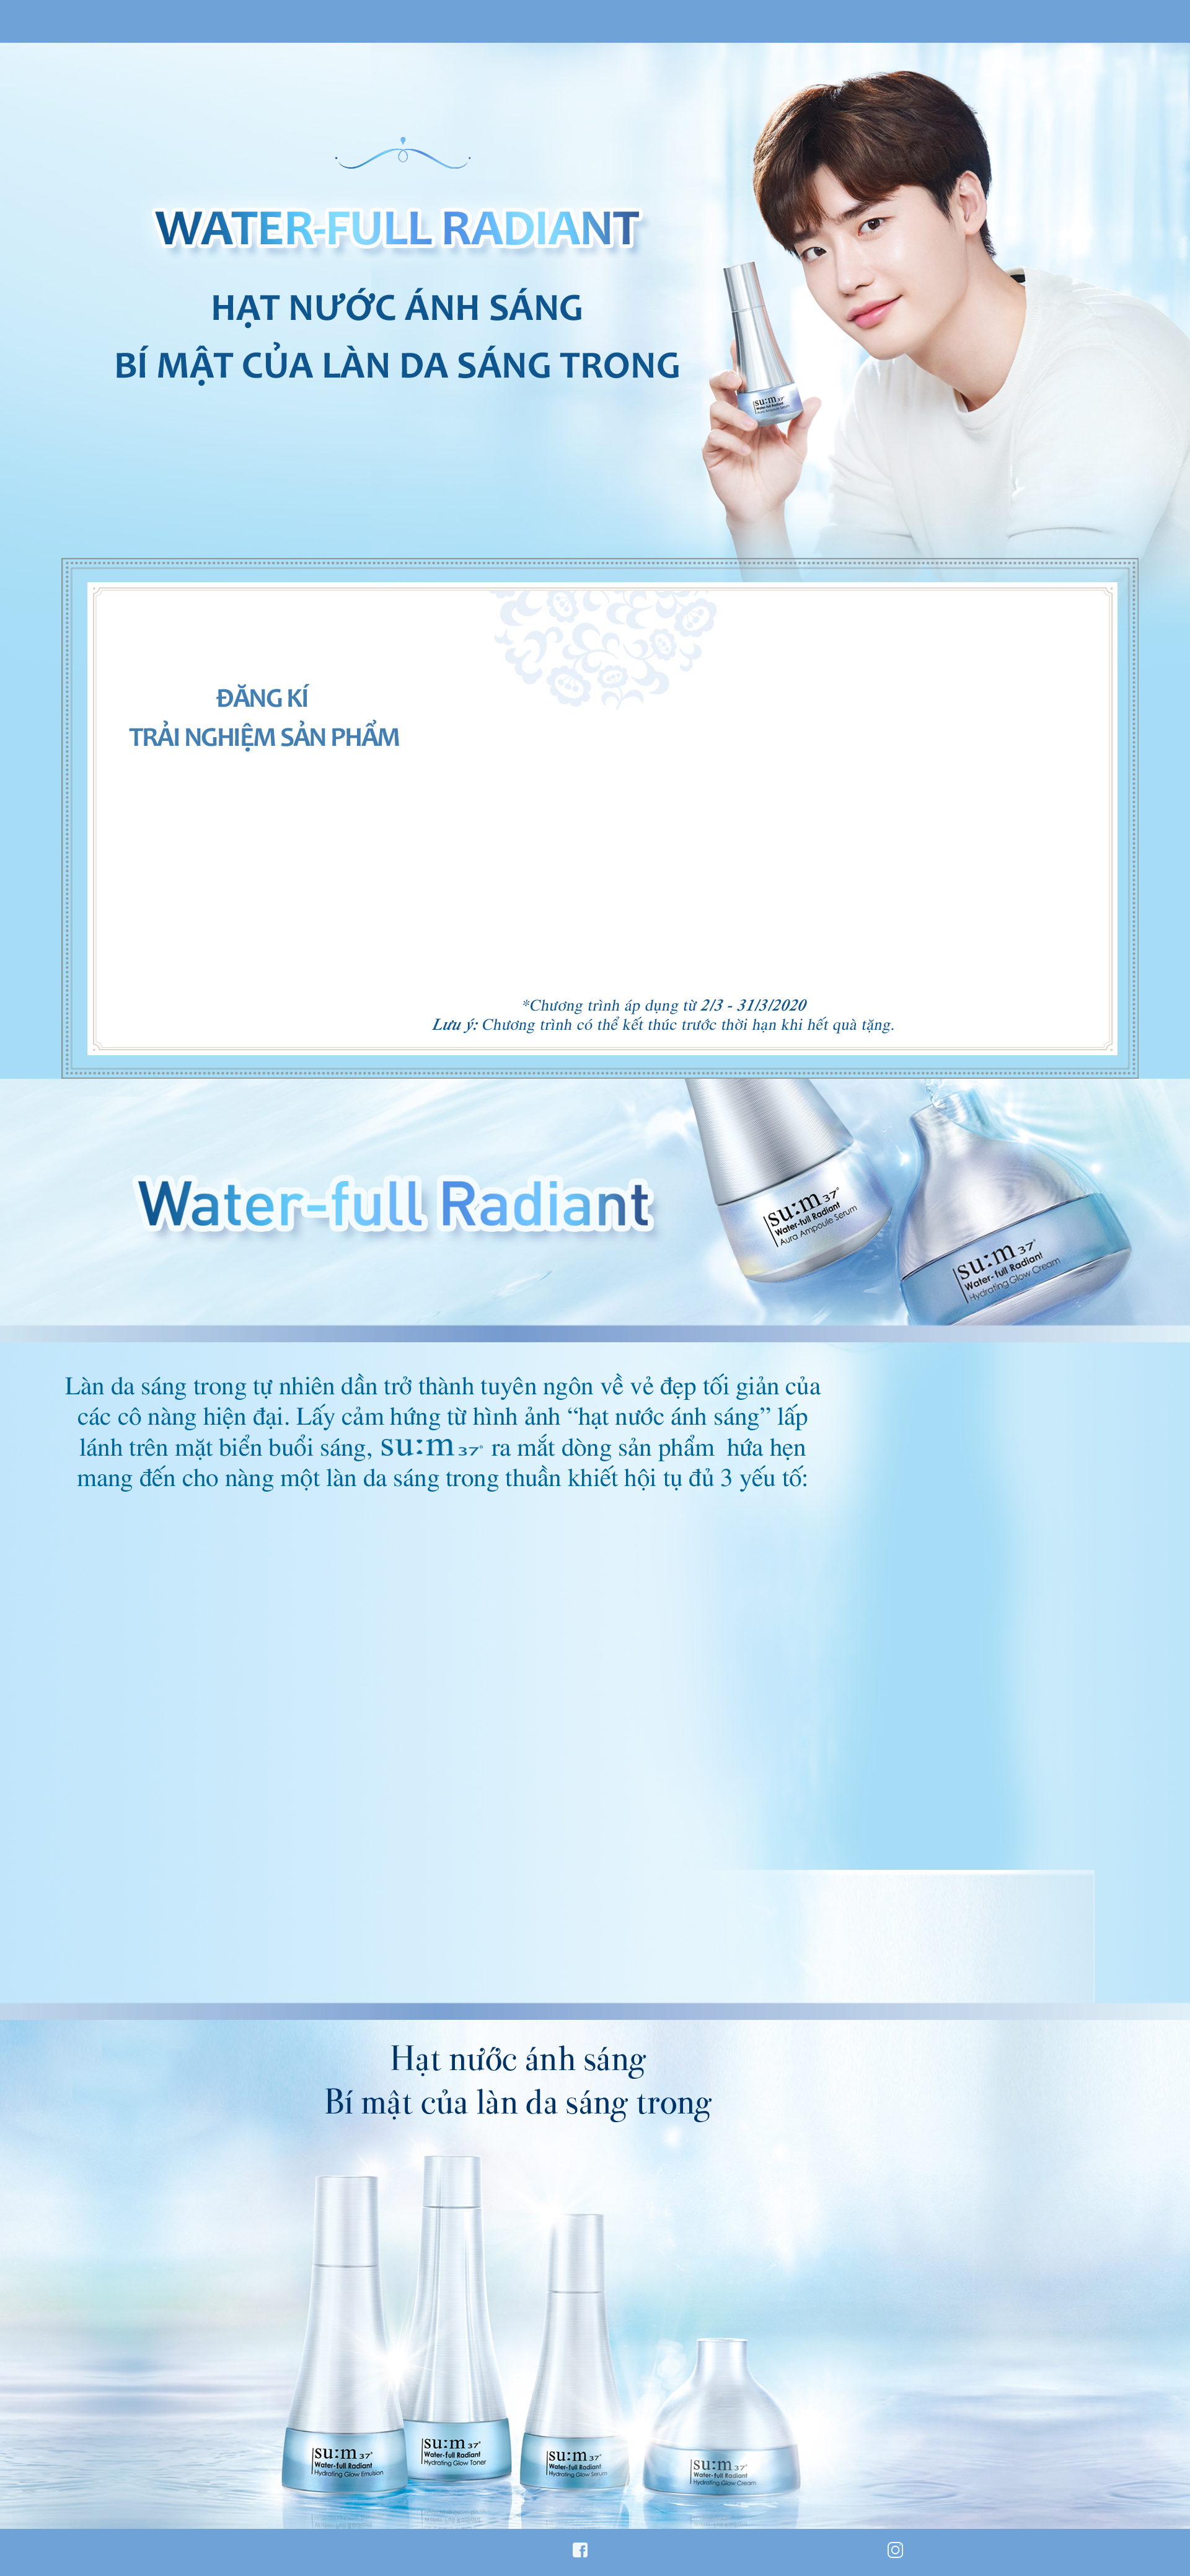 WATER-FULL RADIANT
HẠT NƯỚC ÁNH SÁNG
BÍ MẬT CỦA LÀN DA SÁNG TRONG
su:m37°
Water-full Radiant
Aura Ampoule Serum
ĐĂNG KÍ
TRẢI NGHIỆM SẢN PHẨM
*Chương trình áp dụng từ 2/3 - 31/3/2020
Lưu ý: Chương trình có thể kết thúc trước thời hạn khi hết quà tặng.
Water-full Radiant
su:m37°
Water-full Radiant
Aura Ampoule Serum
su:m37°
Water-full Radiant
Hydrating Glow Cream
Làn da sáng trong tự nhiên dần trở thành tuyên ngôn về vẻ đẹp tối giản của
các cô nàng hiện đại. Lấy cảm hứng từ hình ảnh “hạt nước ánh sáng” lấp
lánh trên mặt biển buổi sáng, su:m37° ra mắt dòng sản phẩm hứa hẹn
mang đến cho nàng một làn da sáng trong thuần khiết hội tụ đủ 3 yếu tố:
Hạt nước ánh sáng
Bí mật của làn da sáng trong
su:m37°
Water-full Radiant
Hydrating Glow Emulsion
su:m37°
Water-full Radiant
Hydrating Glow Toner
su:m37°
Water-full Radiant
Hydrating Glow Serum
su:m37°
Water-full Radiant
Hydrating Glow Cream